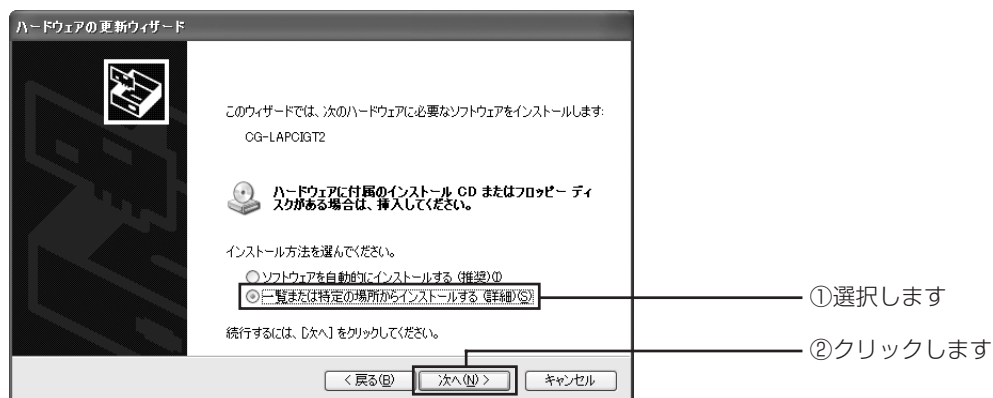 ハードウェアの更新ウィザード
このウィザードでは、次のハードウェアに必要なソフトウェアをインストールします:
CG-LAPCIGT2
ハードウェアに付属のインストール CD またはフロッピー ディ
スクがある場合は、挿入してください。
インストール方法を選んでください。
ソフトウェアを自動的にインストールする (推奨)(I)
一覧または特定の場所からインストールする (詳細)(S)
①選択します
続行するには、[次へ] をクリックしてください。
②クリックします
< 戻る(B)
次へ(N) >
キャンセル